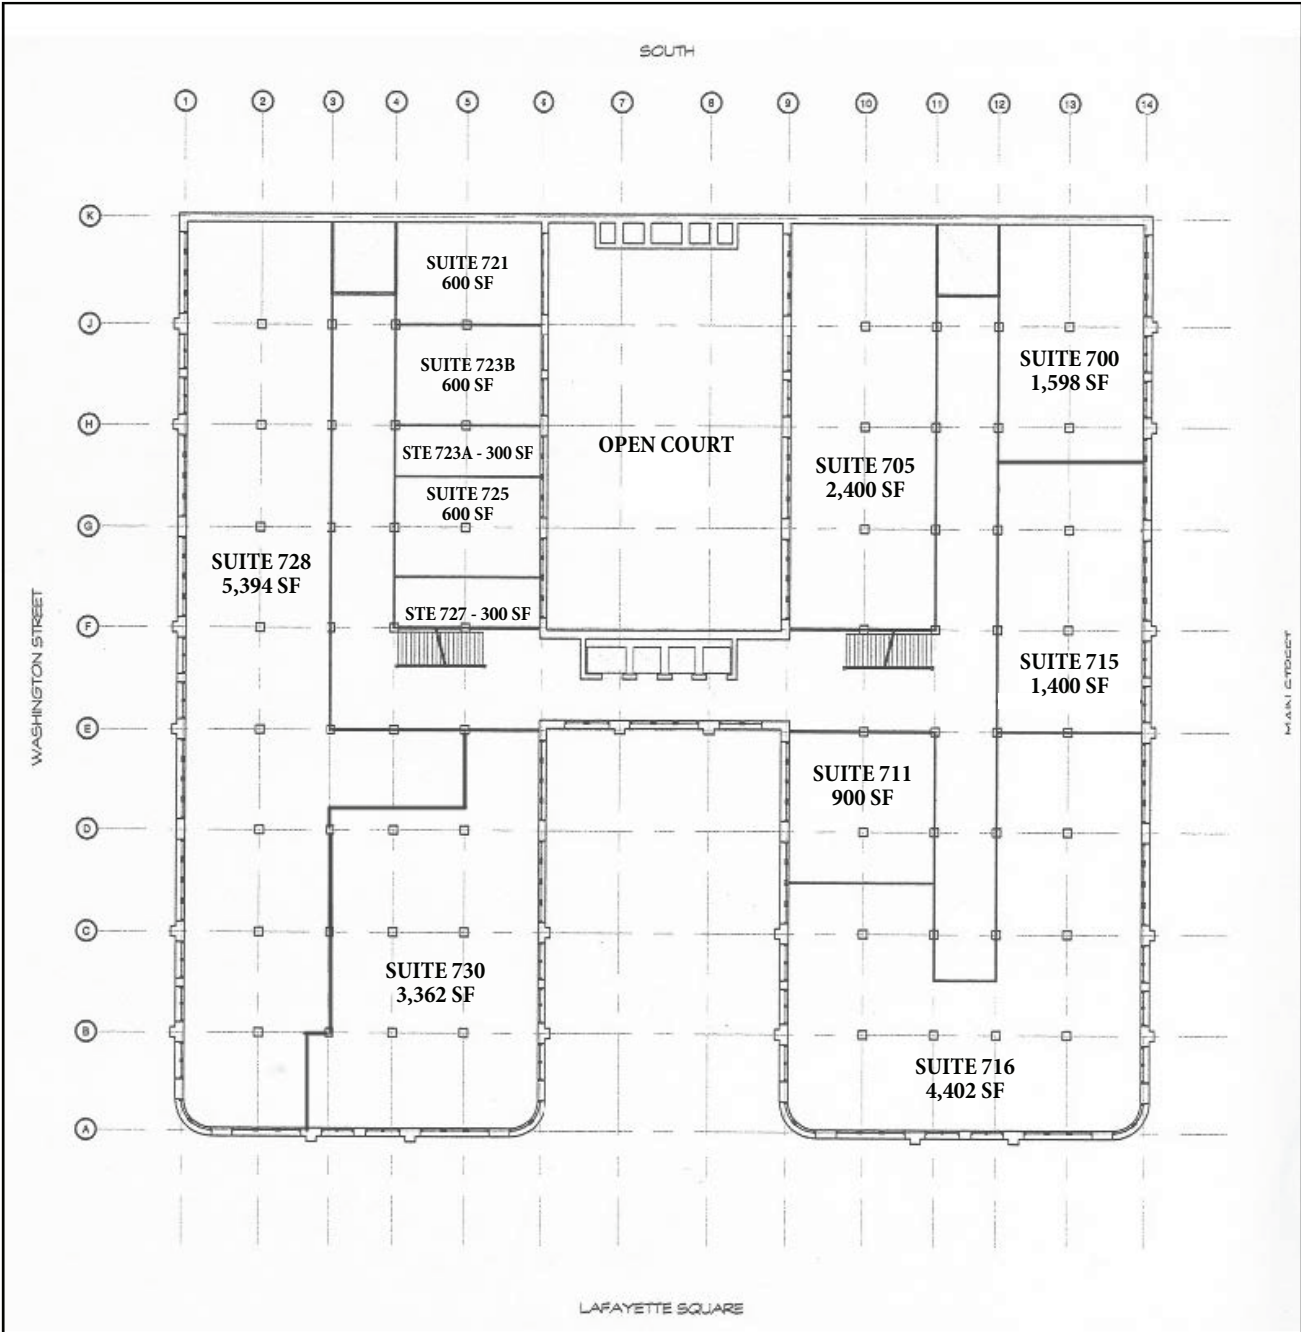 SOUTH
1 2 3 4 5 6 7 8 9 10 11 12 13 14
K
SUITE 721
600 SF
J
SUITE 723B
600 SF
SUITE 700
1,598 SF
H
STE 723A - 300 SF
OPEN COURT
SUITE 705
2,400 SF
SUITE 725
600 SF
G
SUITE 728
5,394 SF
STE 727 - 300 SF
F
WASHINGTON STREET
SUITE 715
1,400 SF
MAIN STREET
E
SUITE 711
900 SF
D
C
SUITE 730
3,362 SF
B
SUITE 716
4,402 SF
A
LAFAYETTE SQUARE